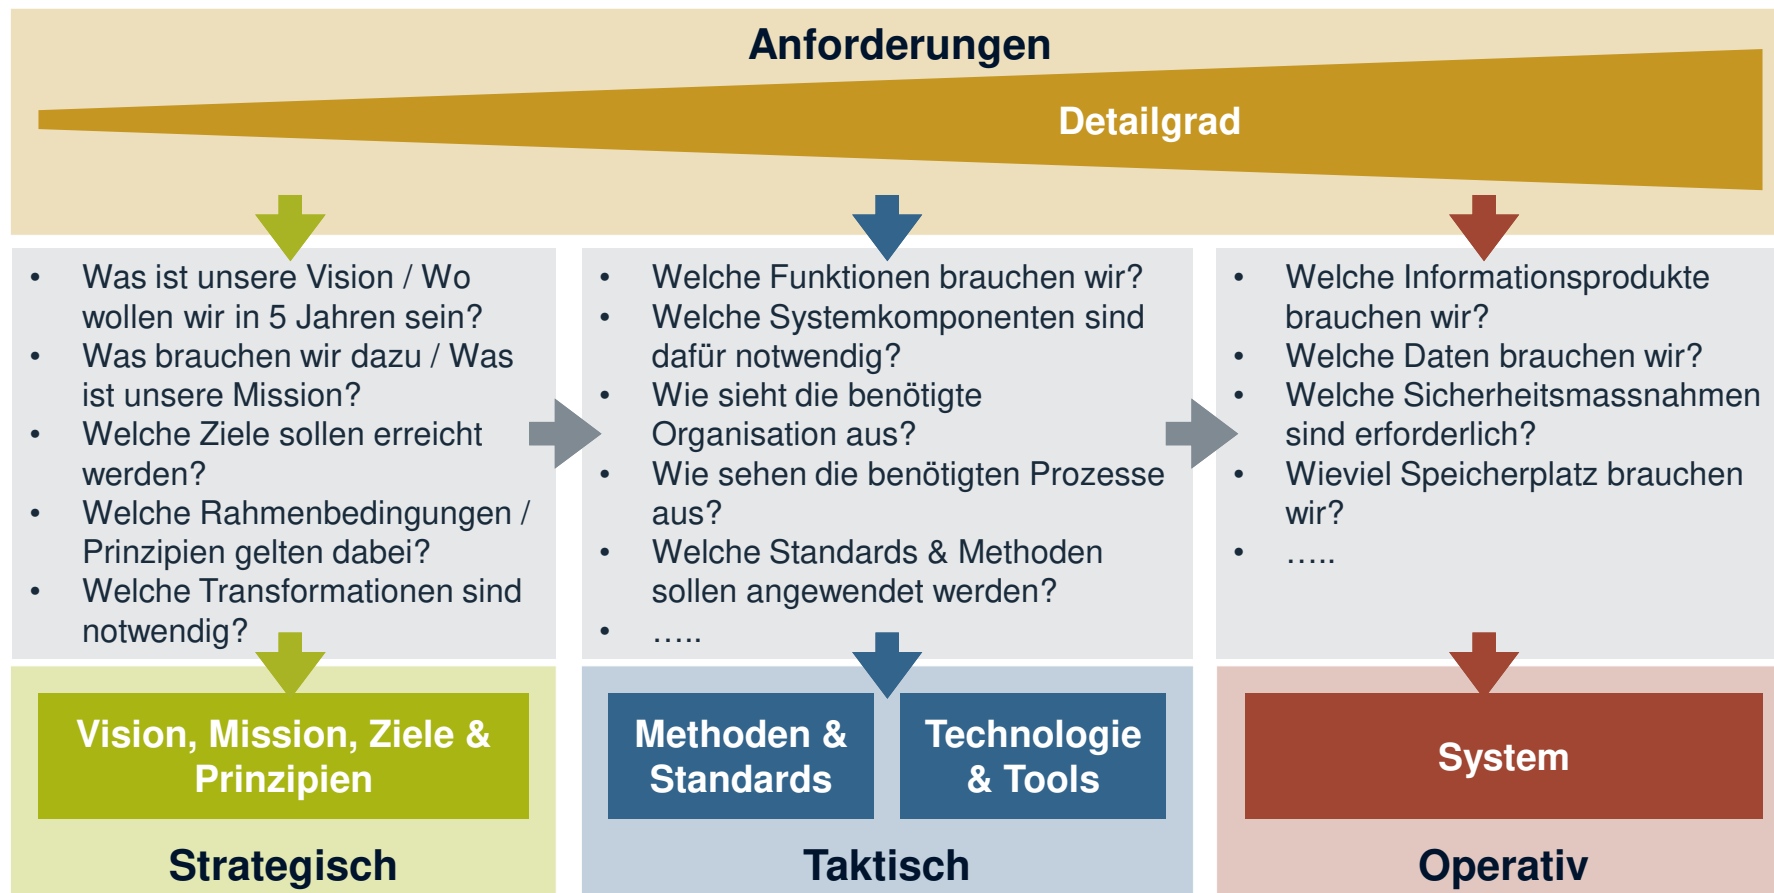 Anforderungen
Detailgrad
• Was ist unsere Vision / Wo
wollen wir in 5 Jahren sein?
• Was brauchen wir dazu / Was
ist unsere Mission?
• Welche Ziele sollen erreicht
werden?
• Welche Rahmenbedingungen /
Prinzipien gelten dabei?
• Welche Transformationen sind
notwendig?
• Welche Funktionen brauchen wir?
• Welche Systemkomponenten sind
dafür notwendig?
• Wie sieht die benötigte
Organisation aus?
• Wie sehen die benötigten Prozesse
aus?
• Welche Standards & Methoden
sollen angewendet werden?
• …..
• Welche Informationsprodukte
brauchen wir?
• Welche Daten brauchen wir?
• Welche Sicherheitsmassnahmen
sind erforderlich?
• Wieviel Speicherplatz brauchen
wir?
• …..
Vision, Mission, Ziele &
Prinzipien
Strategisch
Methoden &
Standards
Technologie
& Tools
Taktisch
System
Operativ